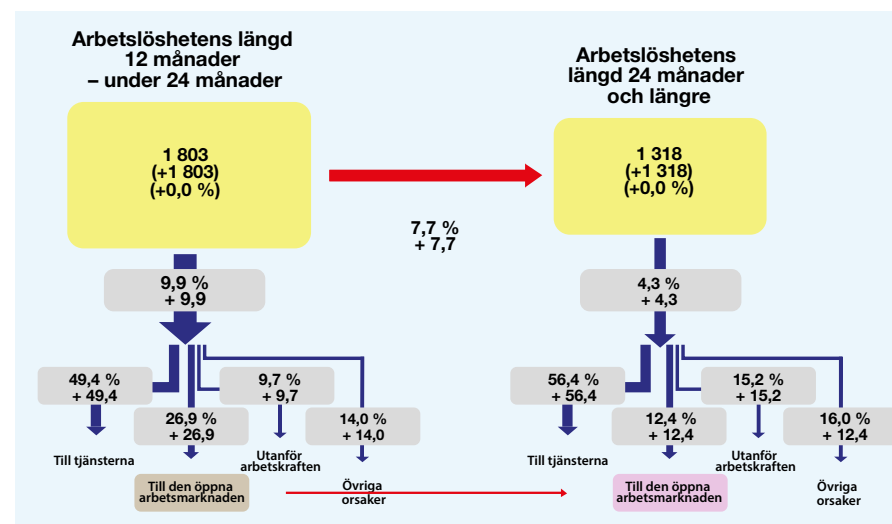 Arbetslöshetens längd
12 månader
– under 24 månader
1 803
(+1 803)
(+0,0 %)
9,9 %
+ 9,9
49,4 %
+ 49,4
26,9 %
+ 26,9
9,7 %
+ 9,7
14,0 %
+ 14,0
Till tjänsterna
Till den öppna
arbetsmarknaden
Utanför
arbetskraften
Övriga
orsaker
7,7 %
+ 7,7
Arbetslöshetens
längd 24 månader
och längre
1 318
(+1 318)
(+0,0 %)
4,3 %
+ 4,3
56,4 %
+ 56,4
12,4 %
+ 12,4
15,2 %
+ 15,2
16,0 %
+ 12,4
Till tjänsterna
Till den öppna
arbetsmarknaden
Utanför
arbetskraften
Övriga
orsaker